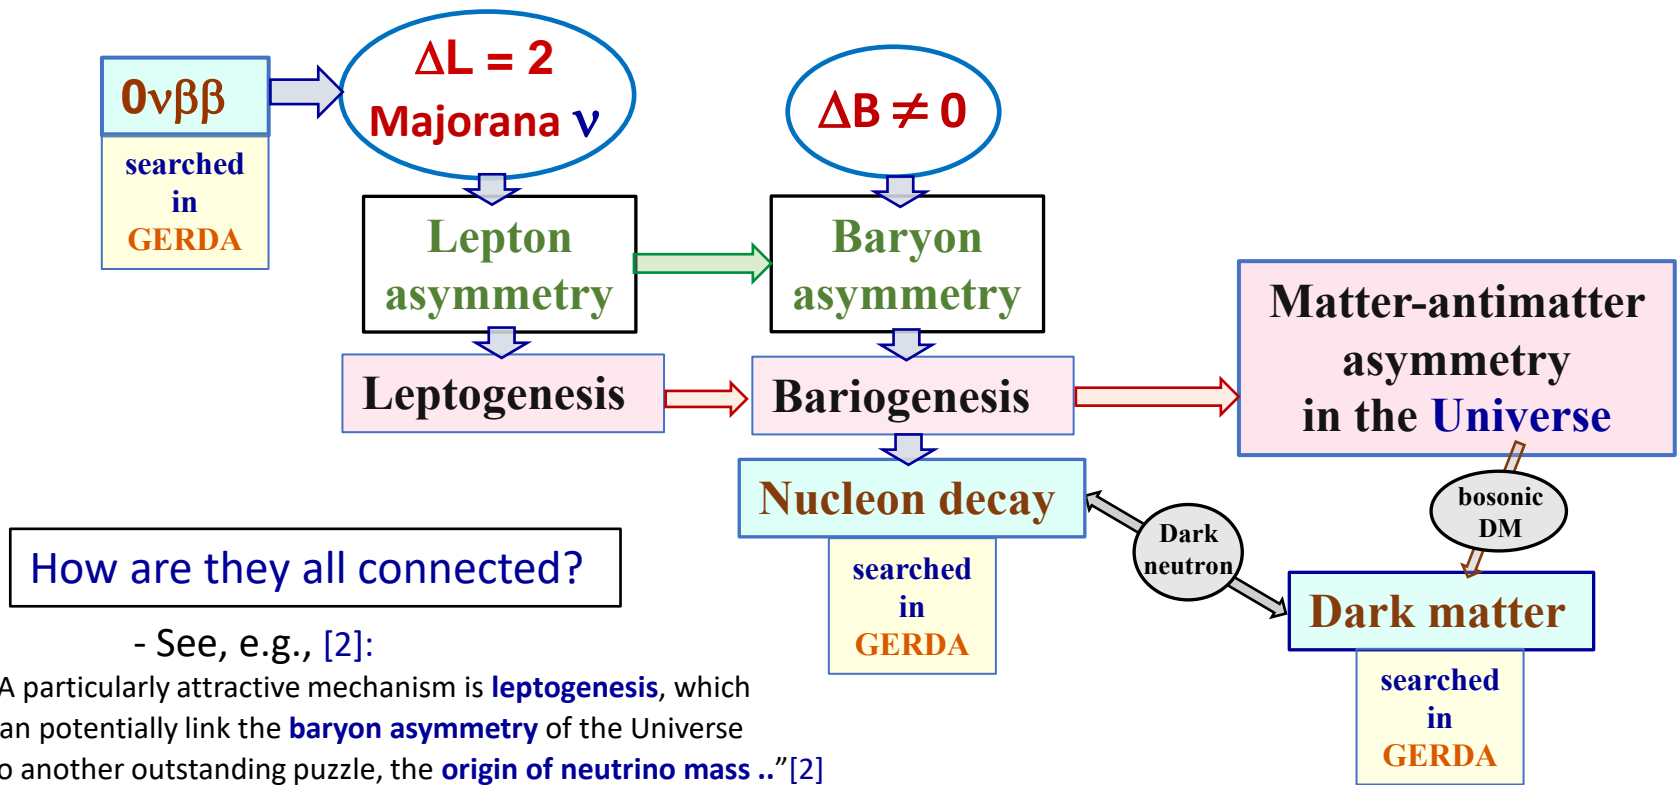 0νββ
searched
in
GERDA
ΔL = 2
Majorana ν
ΔB ≠ 0
Lepton
asymmetry
Baryon
asymmetry
Leptogenesis
Bariogenesis
Matter-antimatter
asymmetry
in the Universe
Nucleon decay
searched
in
GERDA
Dark
neutron
bosonic
DM
Dark matter
searched
in
GERDA
How are they all connected?
- See, e.g., [2]:
A particularly attractive mechanism is leptogenesis, which
an potentially link the baryon asymmetry of the Universe
o another outstanding puzzle, the origin of neutrino mass ..”[2]